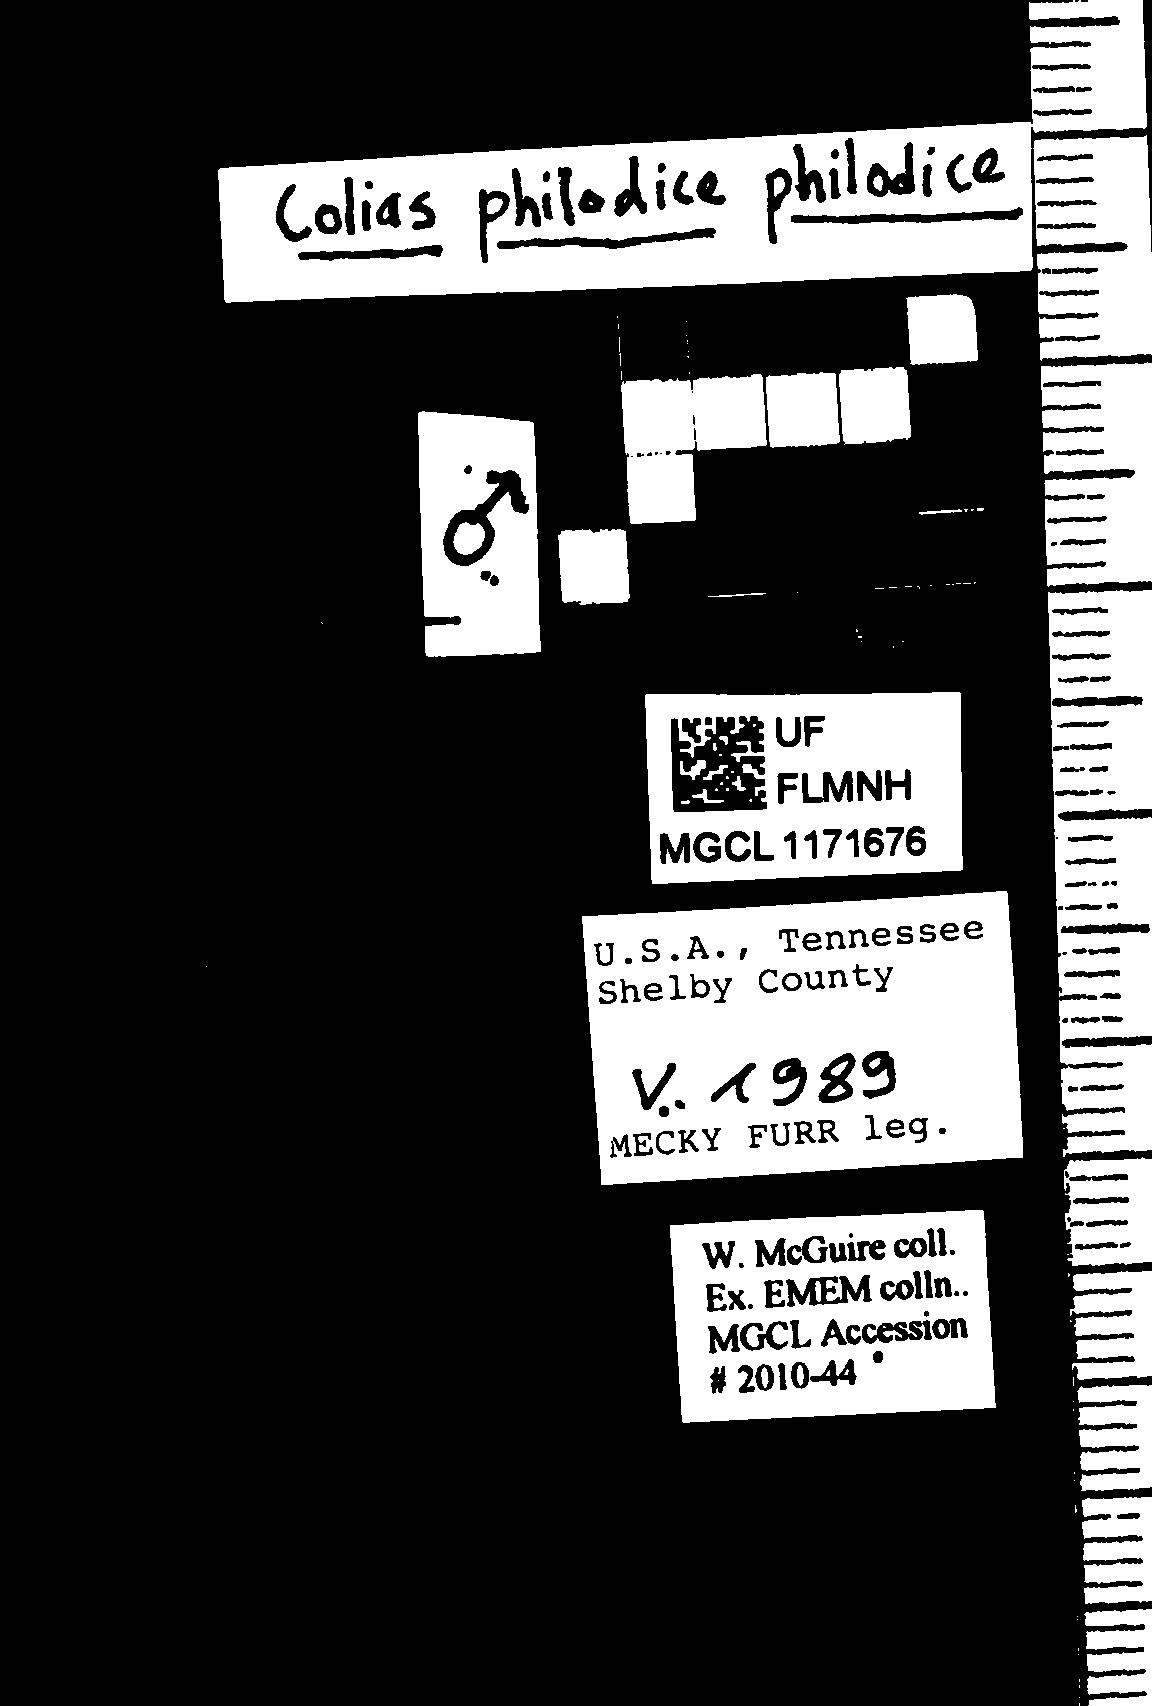 Colias philodice philodice
♂
UF
FLMNH
MGCL 1171676
U.S.A., Tennessee
Shelby County
V.. 1989
MECKY FURR leg.
W. McGuire coll.
Ex. EMEM colln..
MGCL Accession
# 2010-44